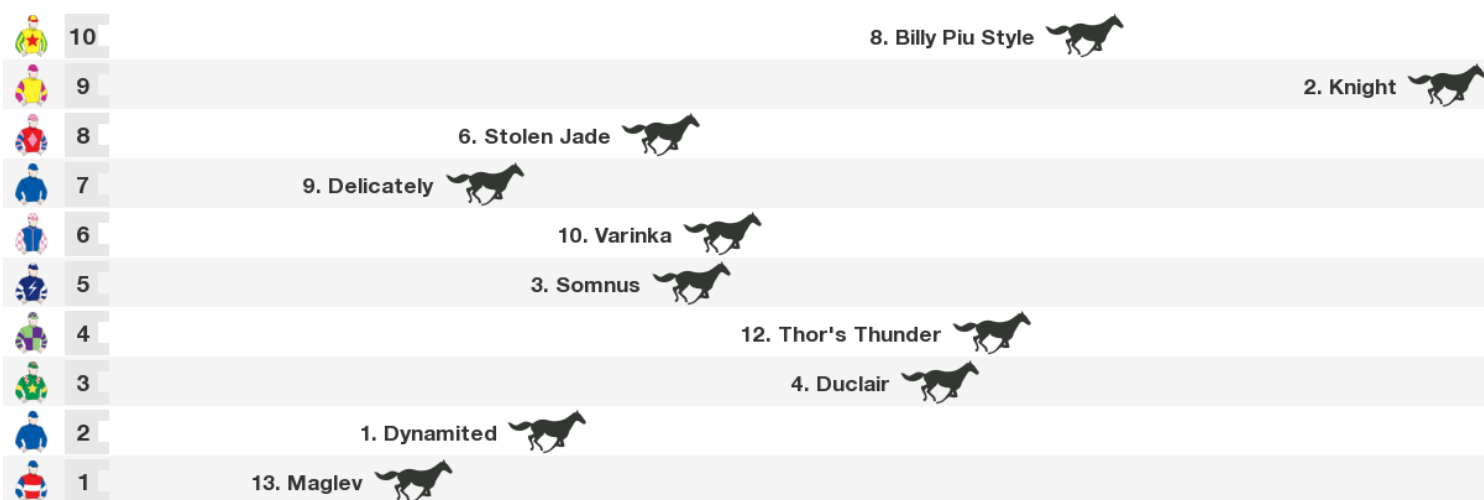 10 8. Billy Piu Style
9 2. Knight
8 6. Stolen Jade
7 9. Delicately
6 10. Varinka
5 3. Somnus
4 12. Thor's Thunder
3 4. Duclair
2 1. Dynamited
1 13. Maglev